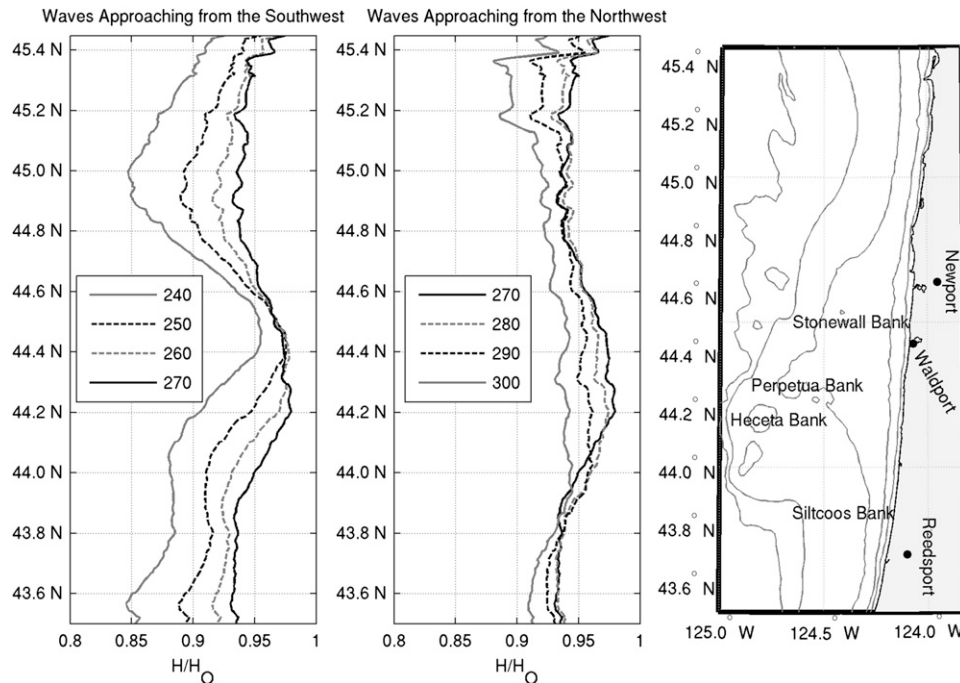 Waves Approaching from the Southwest
45.4 N
45.2 N
45.0 N
44.8 N
44.6 N
44.4 N
44.2 N
44.0 N
43.8 N
43.6 N
240
250
260
270
0.8
0.85
0.9
0.95
1
H/HO
Waves Approaching from the Northwest
45.4 N
45.2 N
45.0 N
44.8 N
44.6 N
44.4 N
44.2 N
44.0 N
43.8 N
43.6 N
270
280
290
300
0.8
0.85
0.9
0.95
1
H/HO
45.4 °N
45.2 °N
45.0 °N
44.8 °N
44.6 °N
44.4 °N
44.2 °N
44.0 °N
43.8 °N
43.6 °N
Newport
Stonewall Bank
Waldport
Perpetua Bank
Heceta Bank
Siltcoos Bank
Reedsport
125.0 °W
124.5 °W
124.0 °W